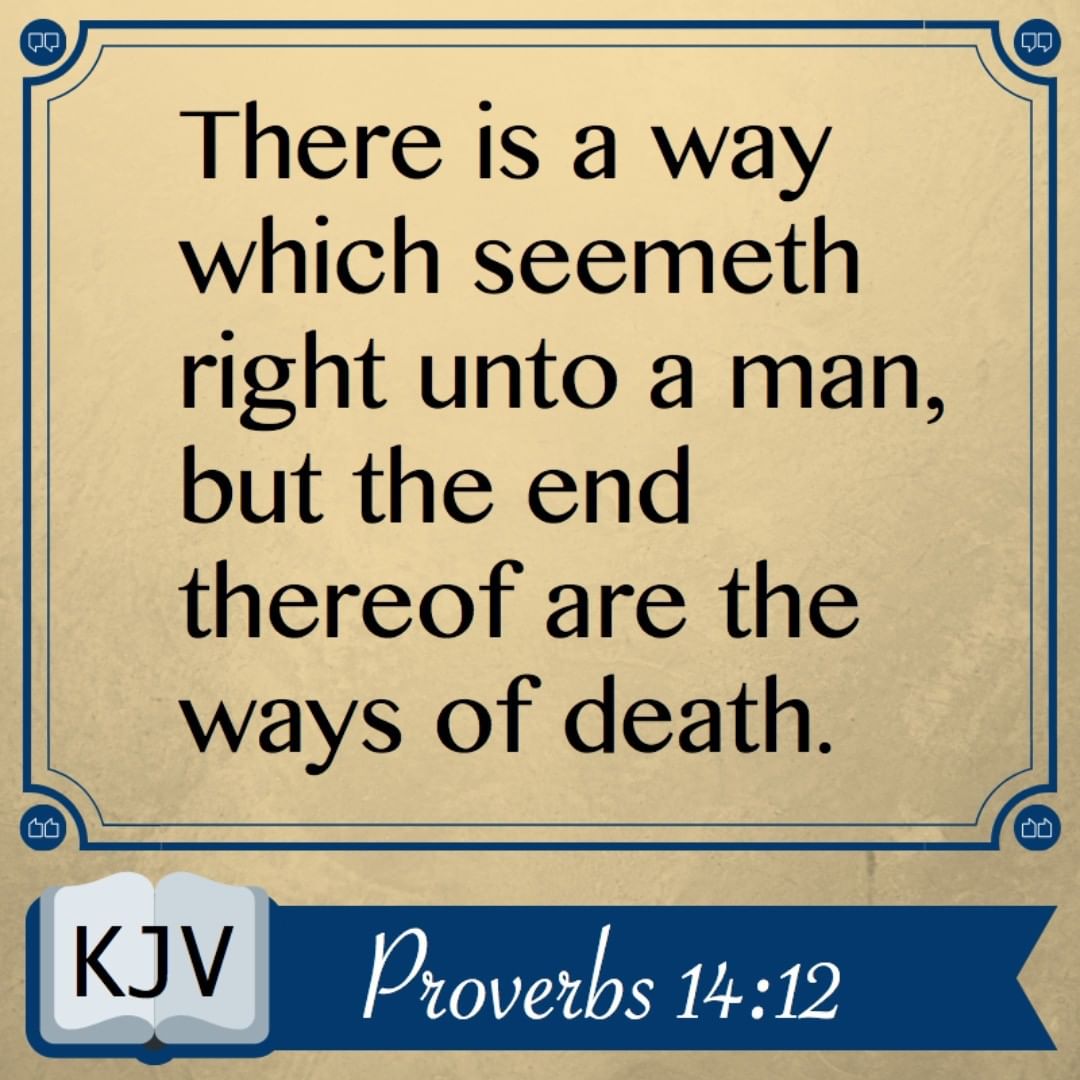 There is a way
which seemeth
right unto a man,
but the end
thereof are the
ways of death.
KJV
Proverbs 14:12